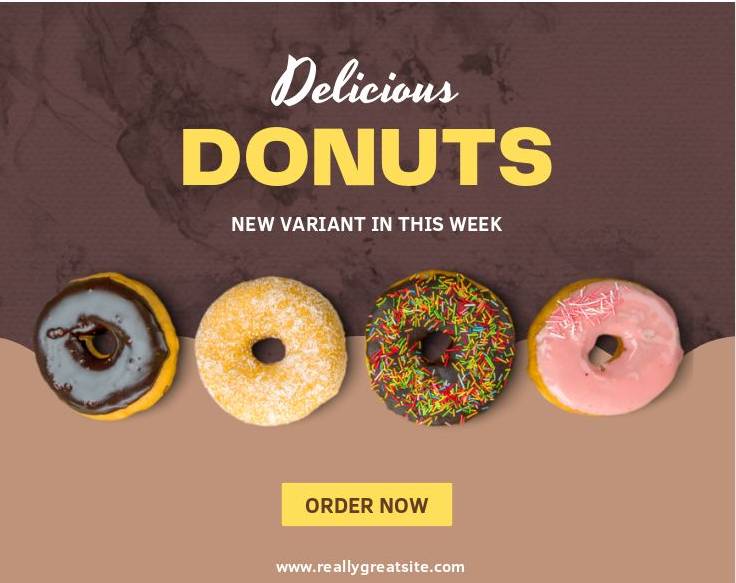 Delicious
DONUTS
NEW VARIANT IN THIS WEEK
ORDER NOW
www.reallygreatsite.com